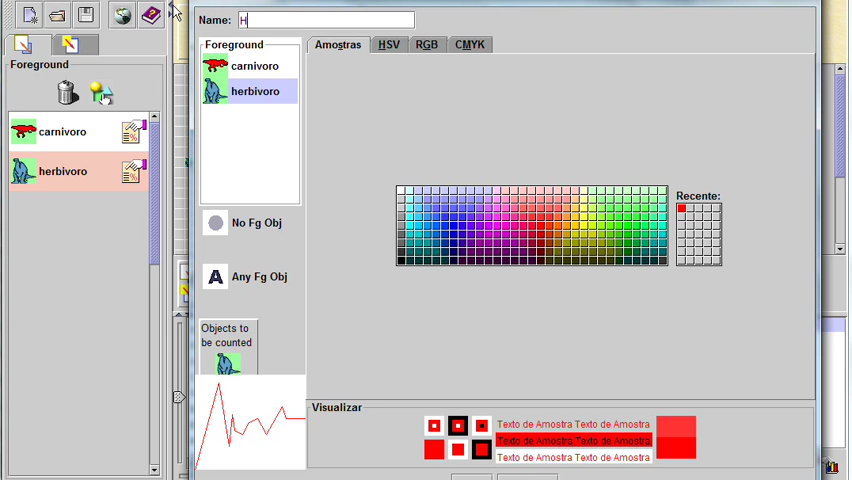 Name: H
Foreground
carnivoro
herbivoro
Foreground
carnivoro
herbivoro
No Fg Obj
Any Fg Obj
Objects to
be counted
Amostras HSV RGB CMYK
Recente:
Visualizar
Texto de Amostra Texto de Amostra
Texto de Amostra Texto de Amostra
Texto de Amostra Texto de Amostra